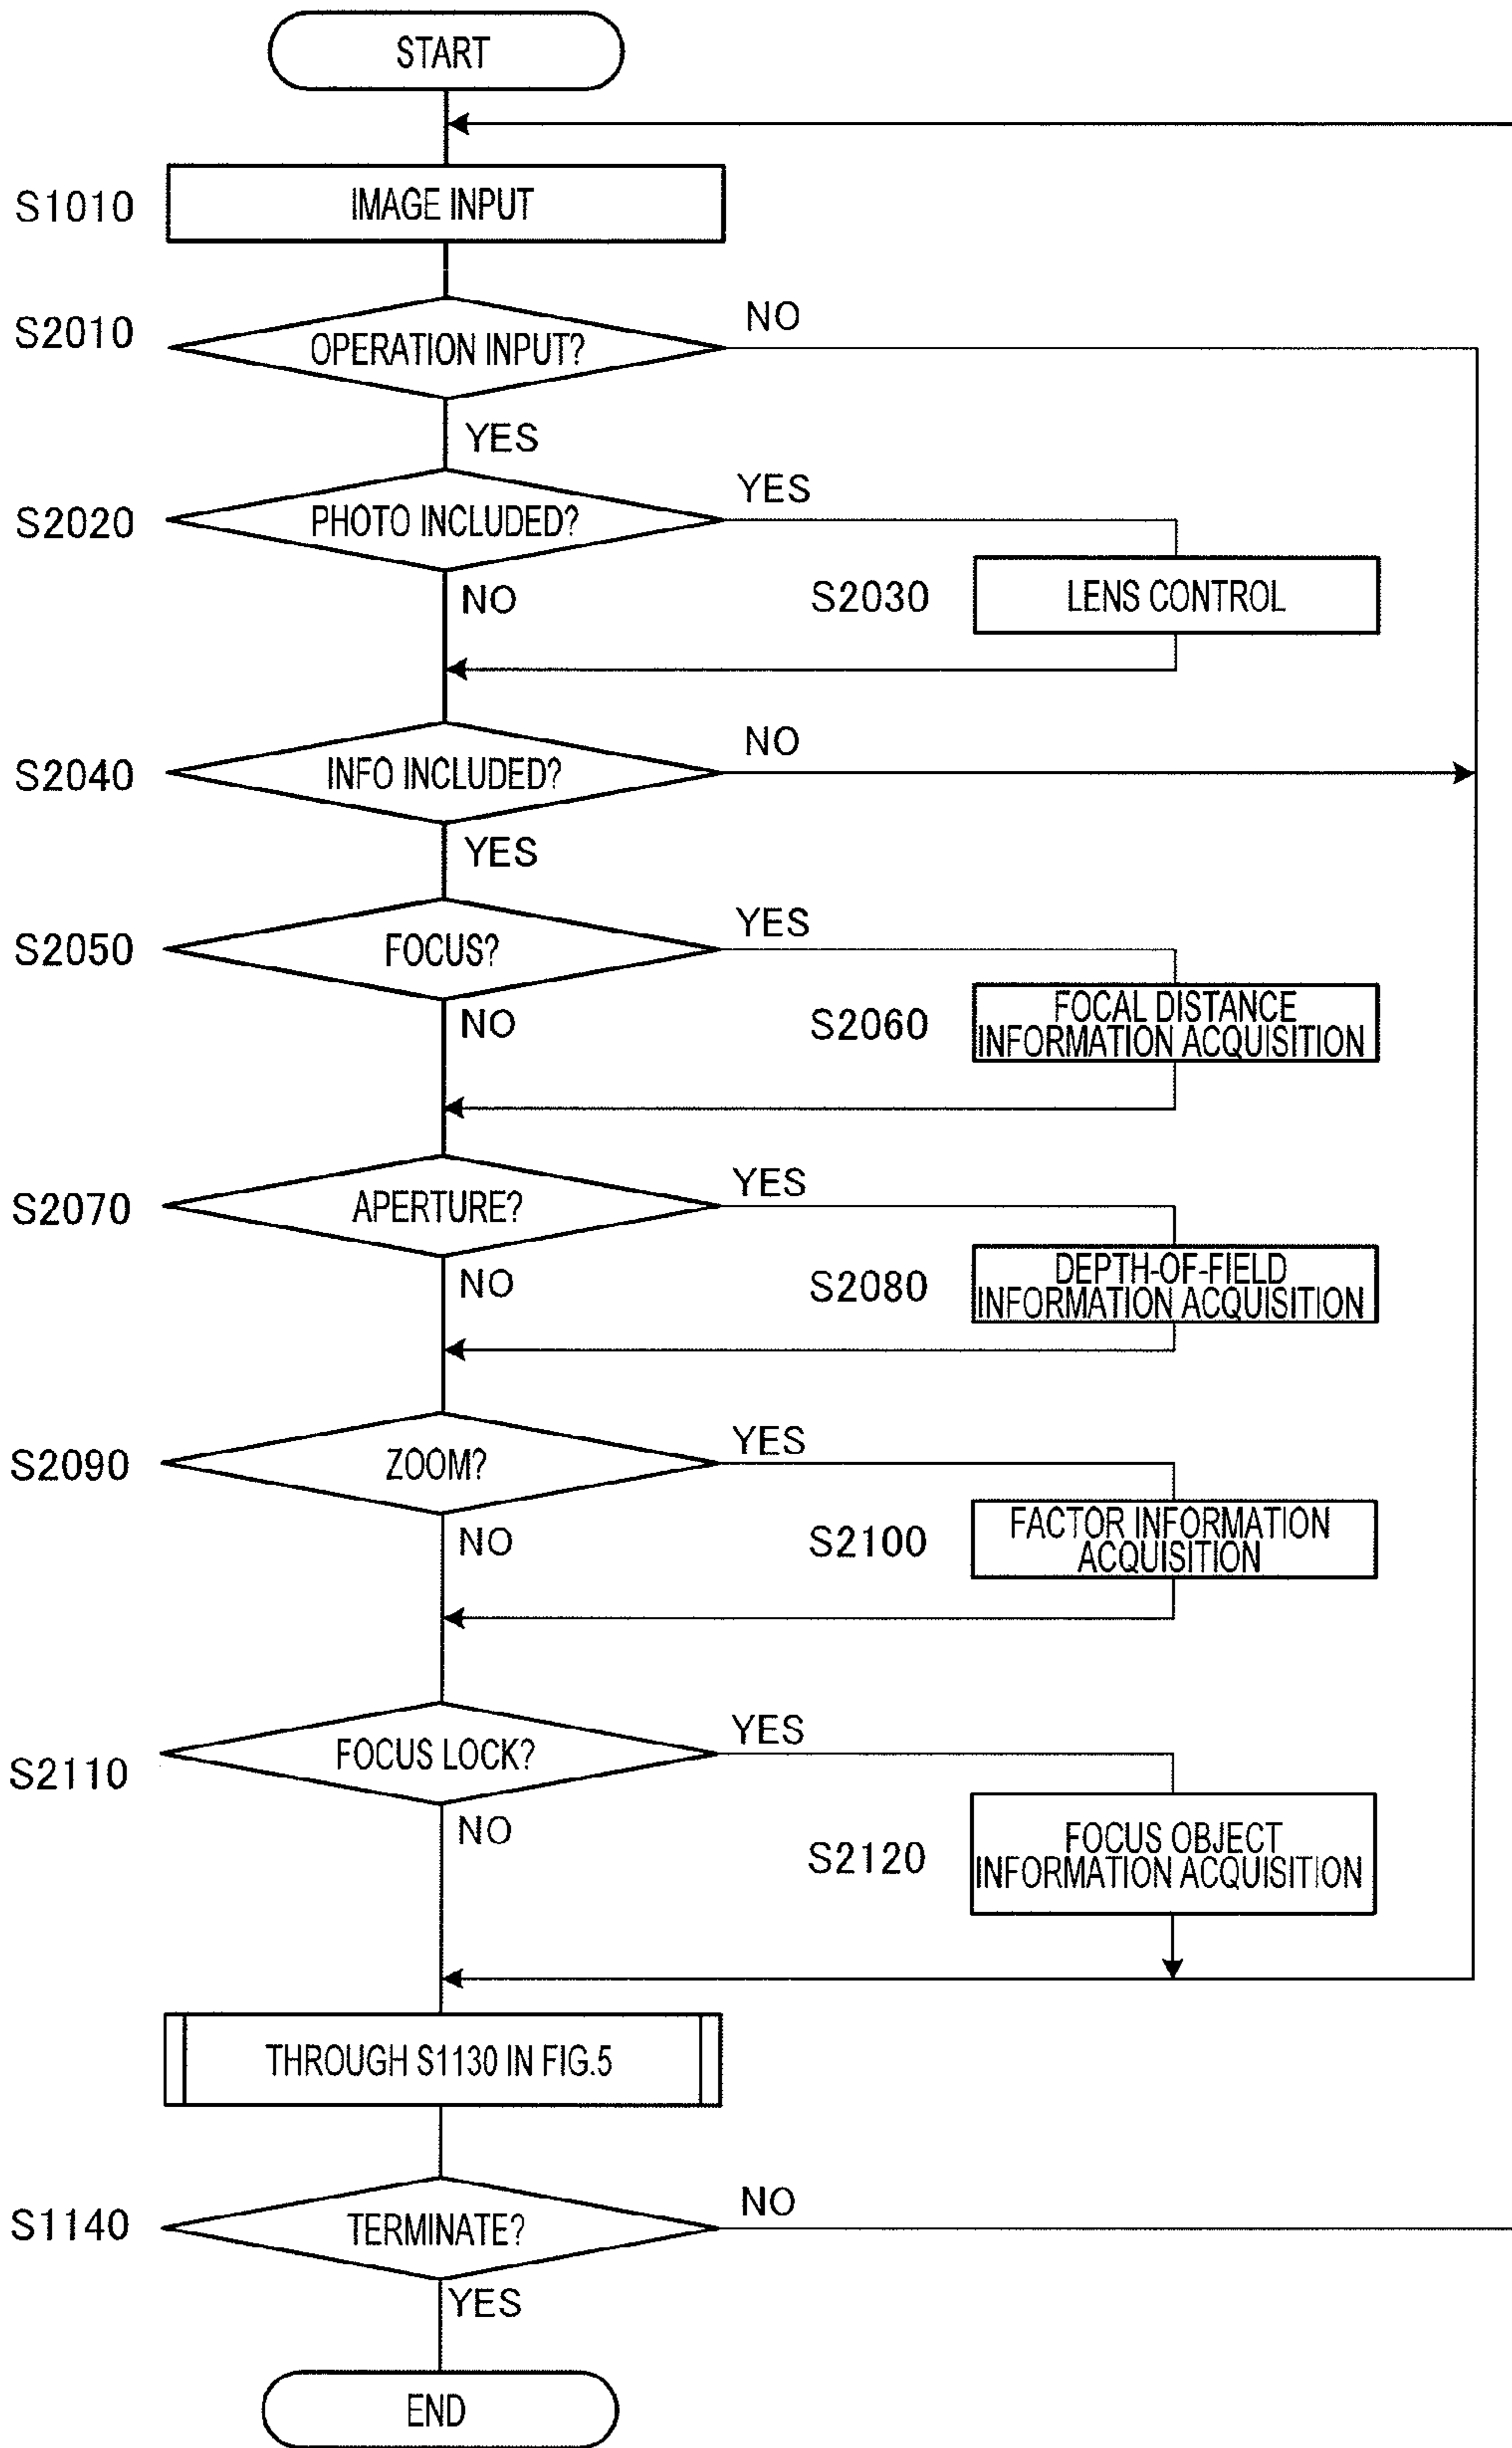 START
S1010
IMAGE INPUT
S2010
OPERATION INPUT?
NO
YES
S2020
PHOTO INCLUDED?
YES
NO
S2030
LENS CONTROL
S2040
INFO INCLUDED?
NO
YES
S2050
FOCUS?
YES
NO
S2060
FOCAL DISTANCE
INFORMATION ACQUISITION
S2070
APERTURE?
YES
NO
S2080
DEPTH-OF-FIELD
INFORMATION ACQUISITION
S2090
ZOOM?
YES
NO
S2100
FACTOR INFORMATION
ACQUISITION
S2110
FOCUS LOCK?
YES
NO
S2120
FOCUS OBJECT
INFORMATION ACQUISITION
THROUGH S1130 IN FIG.5
S1140
TERMINATE?
NO
YES
END